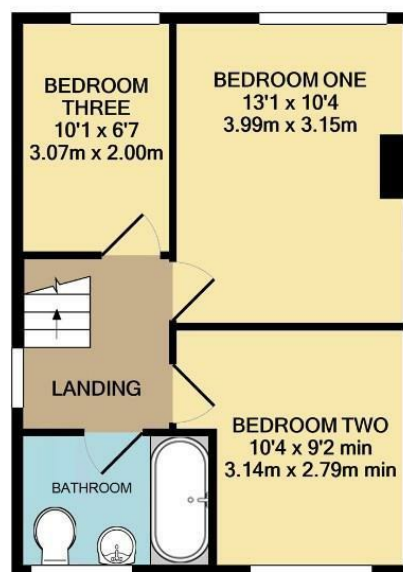 BEDROOM
THREE
10'1 x 6'7
3.07m x 2.00m
BEDROOM ONE
13'1 x 10'4
3.99m x 3.15m
LANDING
BEDROOM TWO
10'4 x 9'2 min
3.14m x 2.79m min
BATHROOM